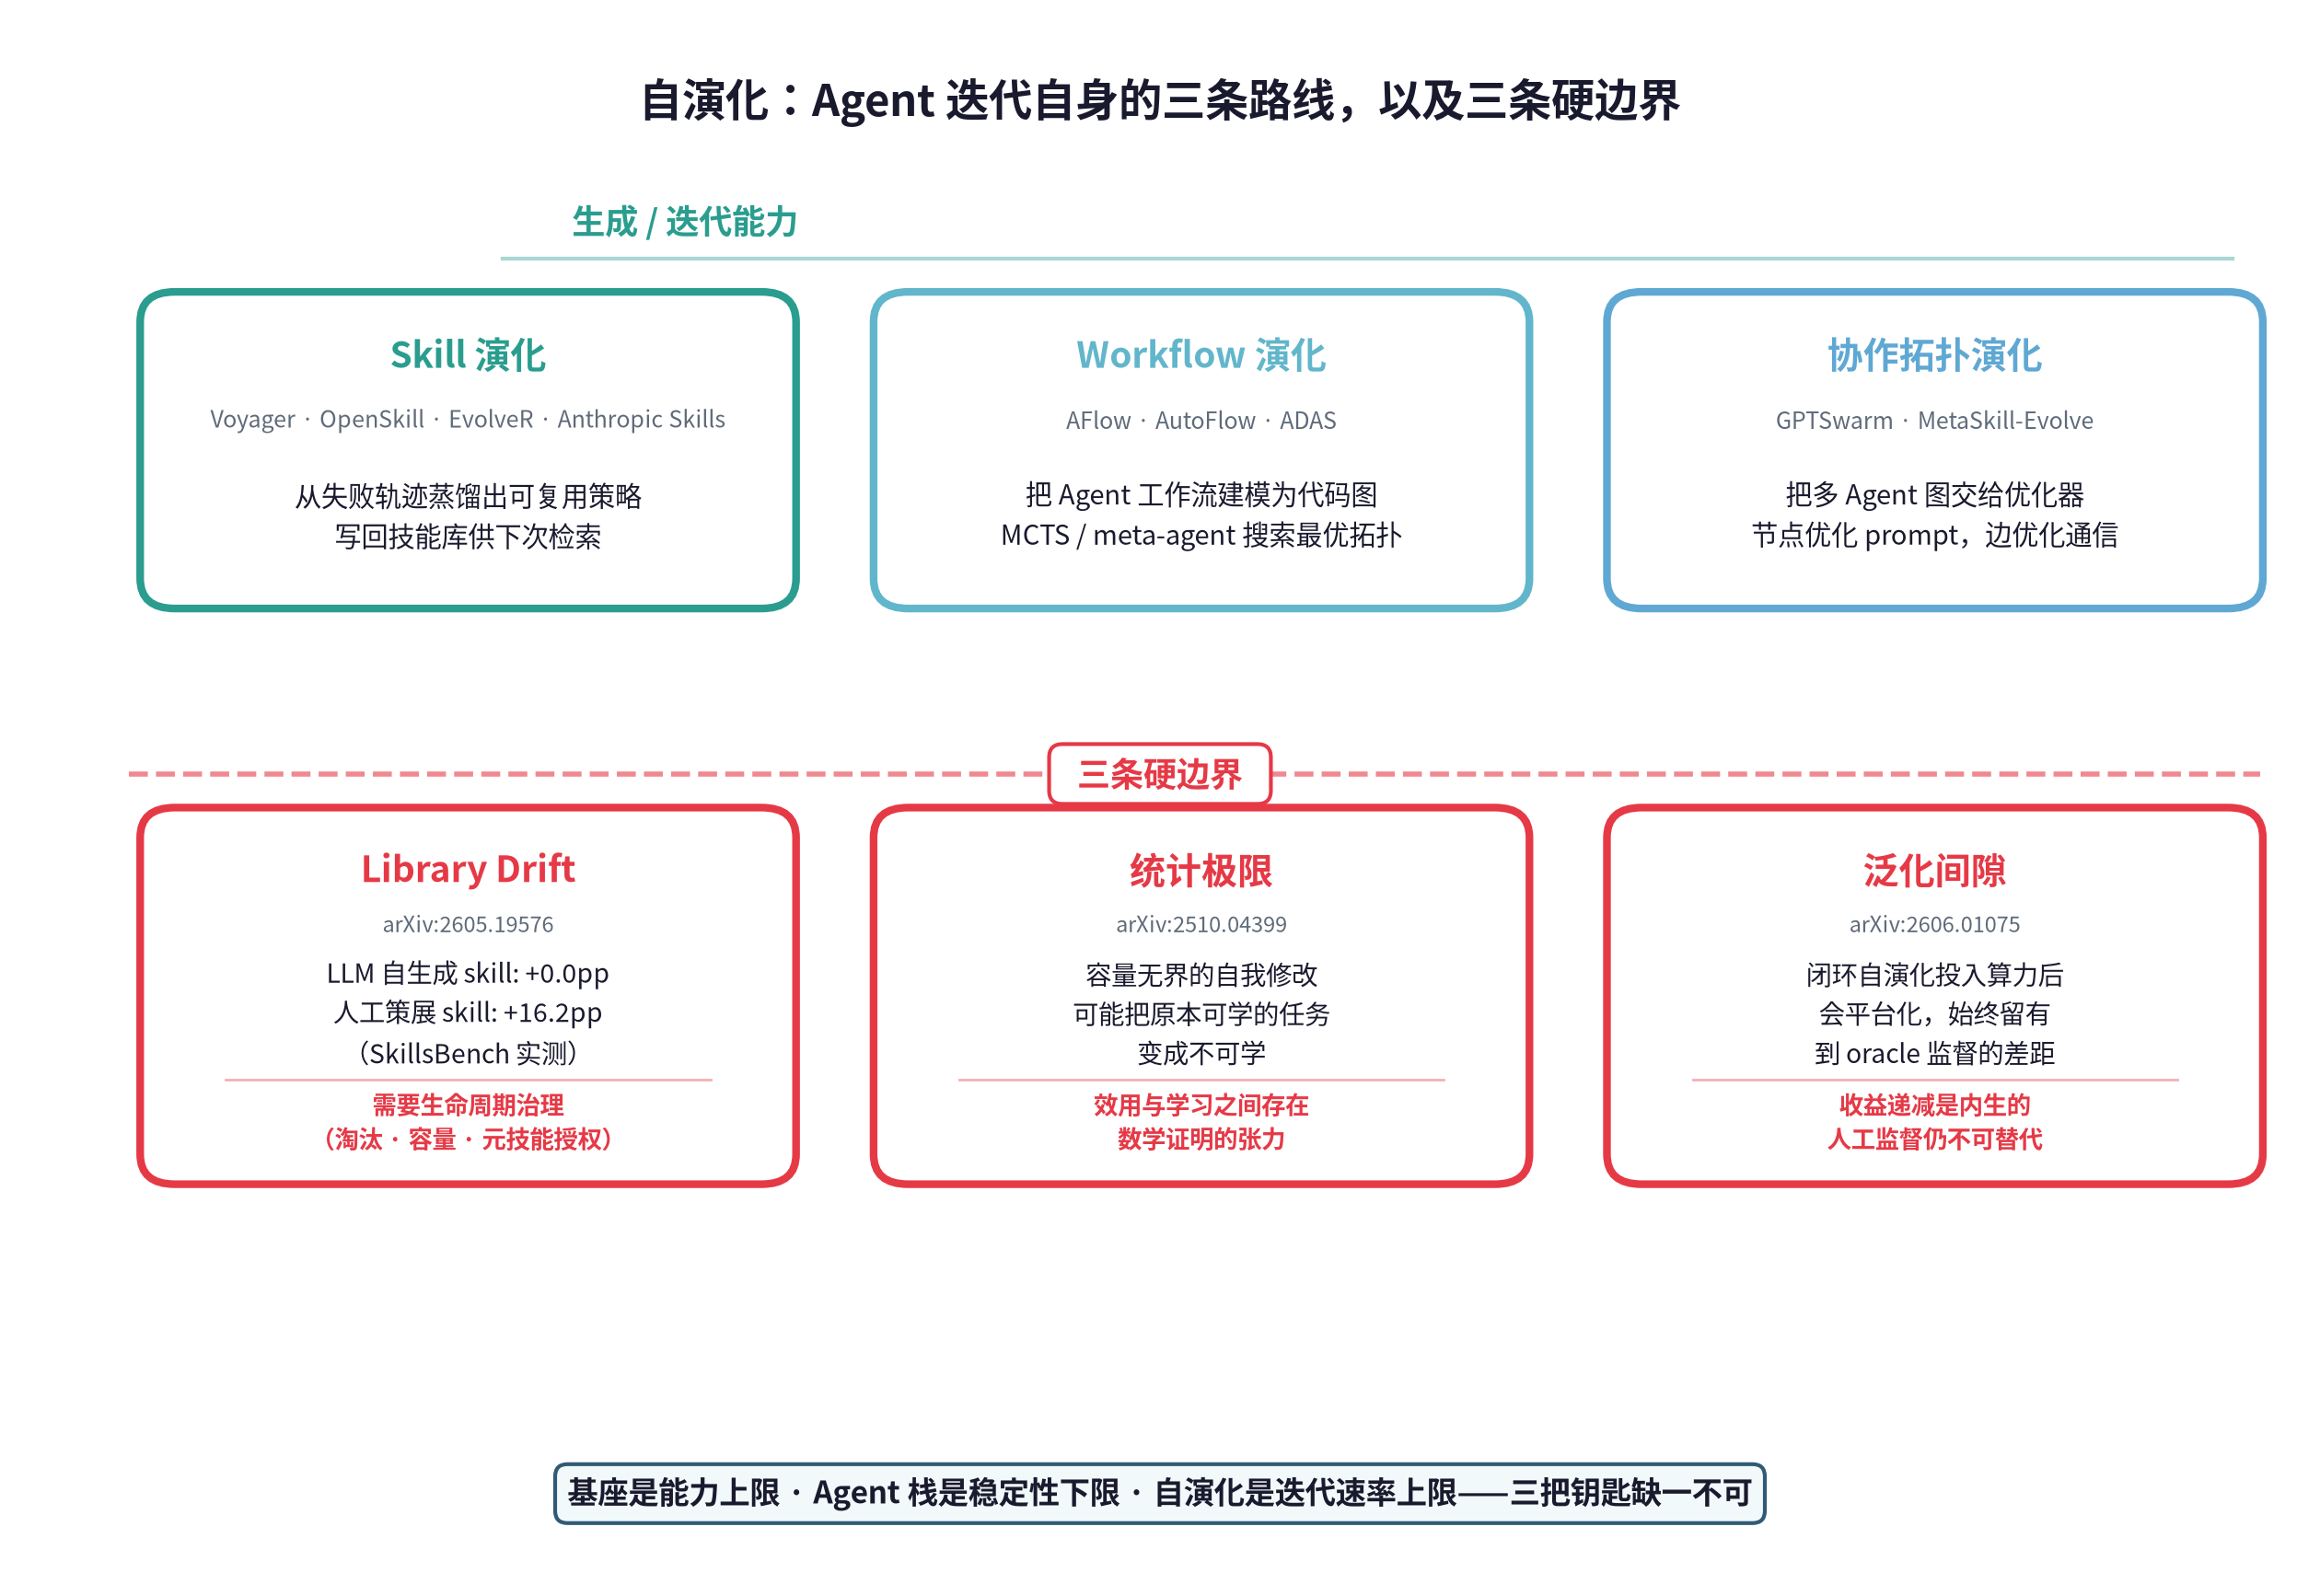 自演化：Agent 迭代自身的三条路线，以及三条硬边界
生成 / 迭代能力
Skill 演化
Voyager · OpenSkill · EvolveR · Anthropic Skills
从失败轨迹蒸馏出可复用策略
写回技能库供下次检索
Workflow 演化
AFlow · AutoFlow · ADAS
把 Agent 工作流建模为代码图
MCTS / meta-agent 搜索最优拓扑
协作拓扑演化
GPTSwarm · MetaSkill-Evolve
把多 Agent 图交给优化器
节点优化 prompt，边优化通信
三条硬边界
Library Drift
arXiv:2605.19576
LLM 自生成 skill: +0.0pp
人工策展 skill: +16.2pp
（SkillsBench 实测）
需要生命周期治理
（淘汰 · 容量 · 元技能授权）
统计极限
arXiv:2510.04399
容量无界的自我修改
可能把原本可学的任务
变成不可学
效用与学习之间存在
数学证明的张力
泛化间隙
arXiv:2606.01075
闭环自演化投入算力后
会平台化，始终留有
到 oracle 监督的差距
收益递减是内生的
人工监督仍不可替代
基座是能力上限 · Agent 栈是稳定性下限 · 自演化是迭代速率上限——三把钥匙缺一不可